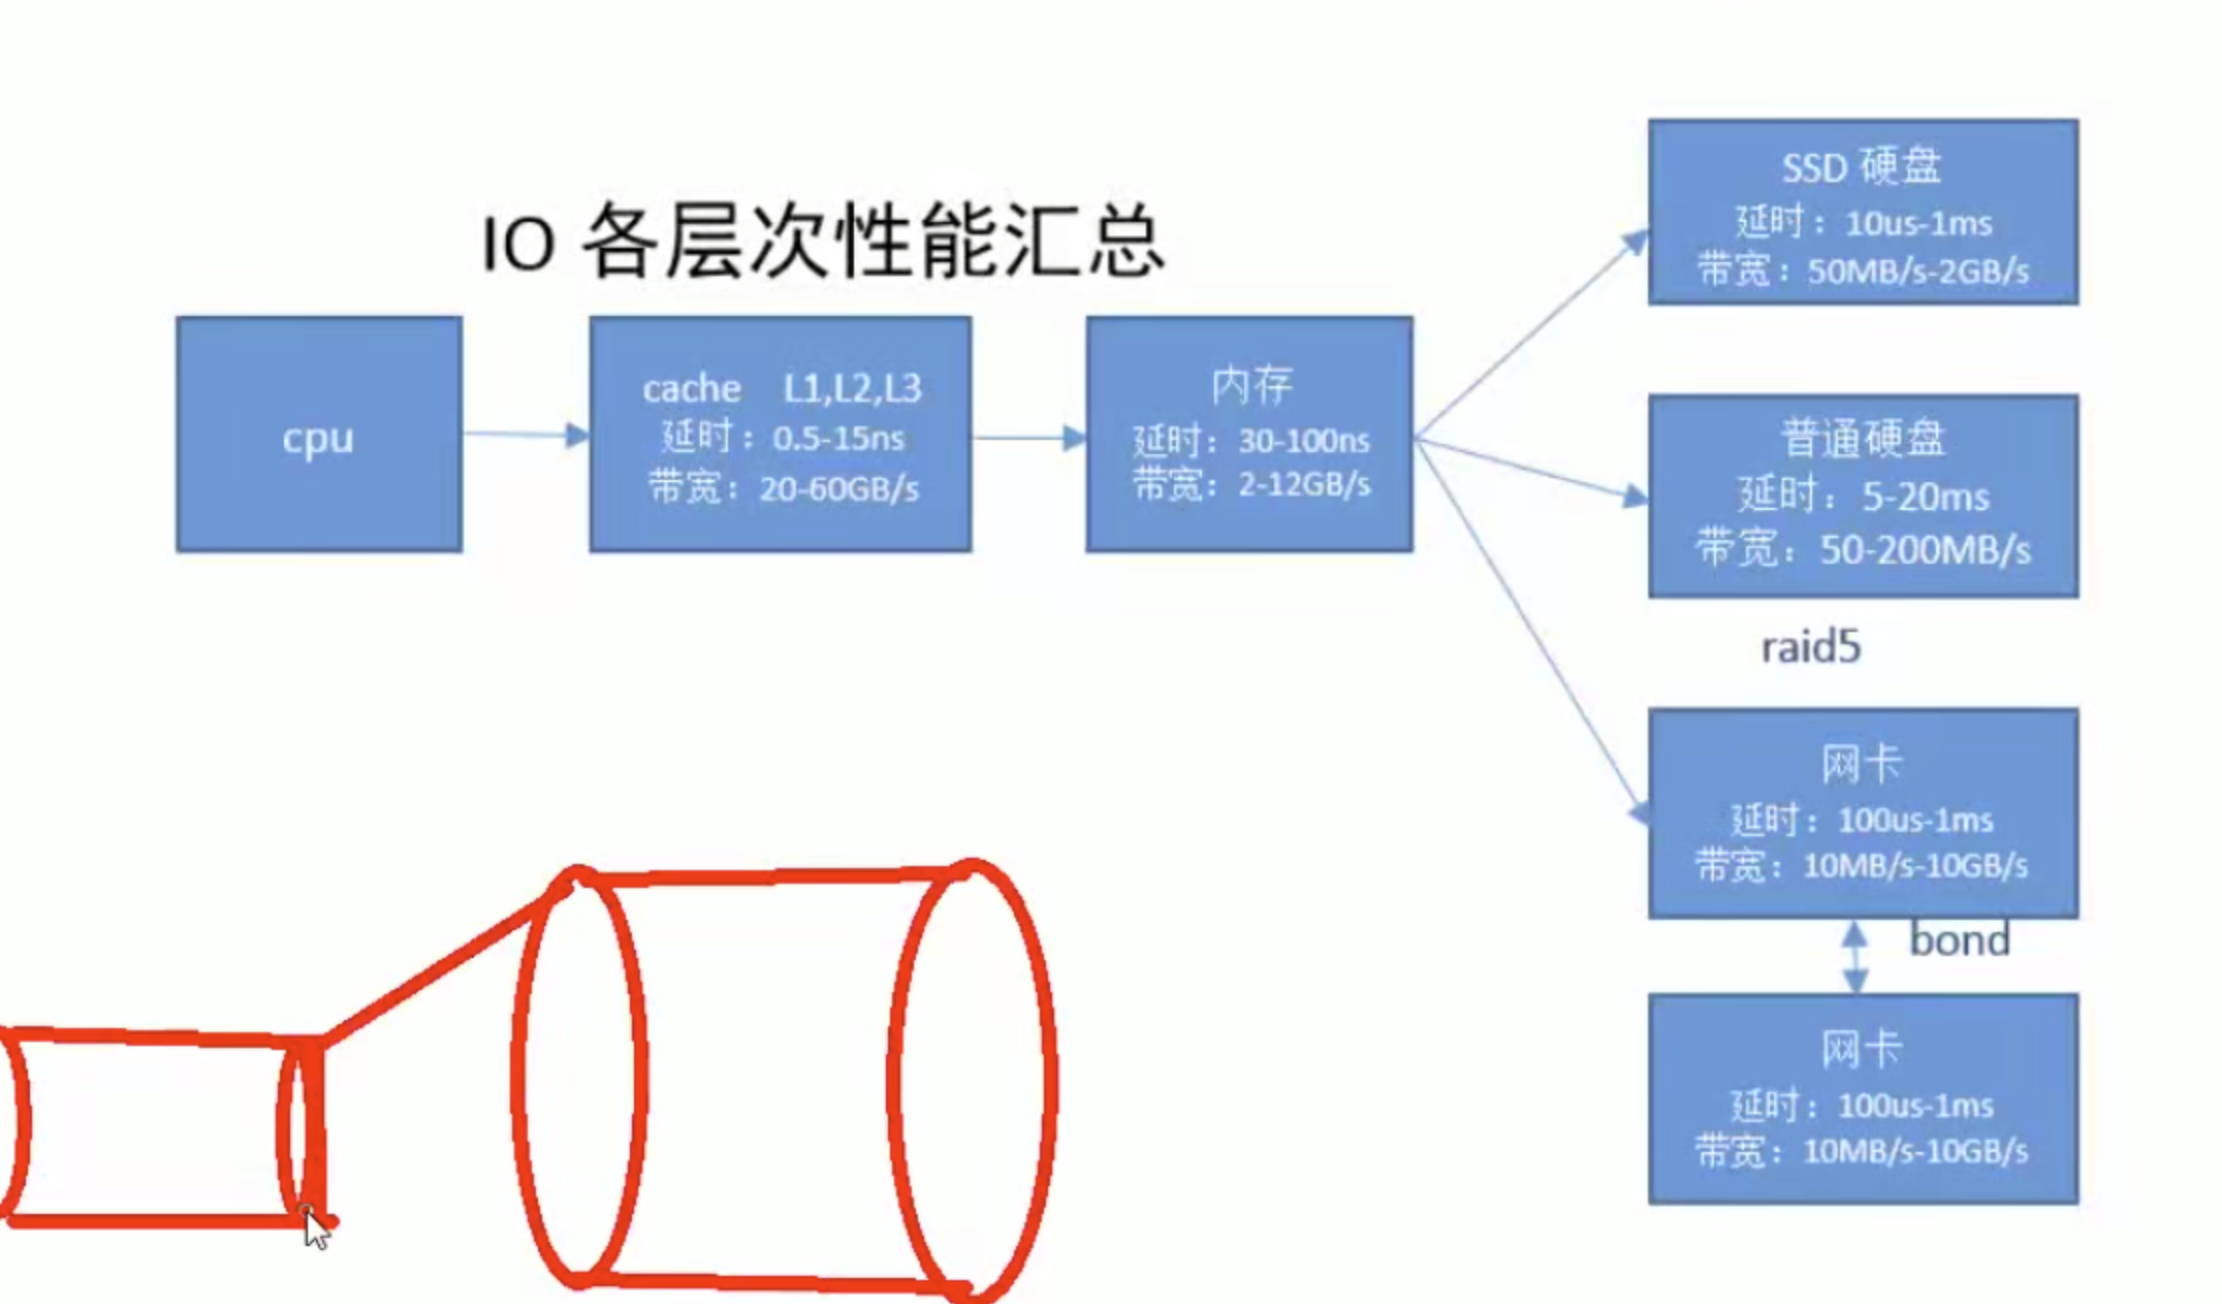 IO 各层次性能汇总
cpu
cache L1,L2,L3
延时：0.5-15ns
带宽：20-60GB/s
内存
延时：30-100ns
带宽：2-12GB/s
SSD 硬盘
延时：10us-1ms
带宽：50MB/s-2GB/s
普通硬盘
延时：5-20ms
带宽：50-200MB/s
raid5
网卡
延时：100us-1ms
带宽：10MB/s-10GB/s
bond
网卡
延时：100us-1ms
带宽：10MB/s-10GB/s